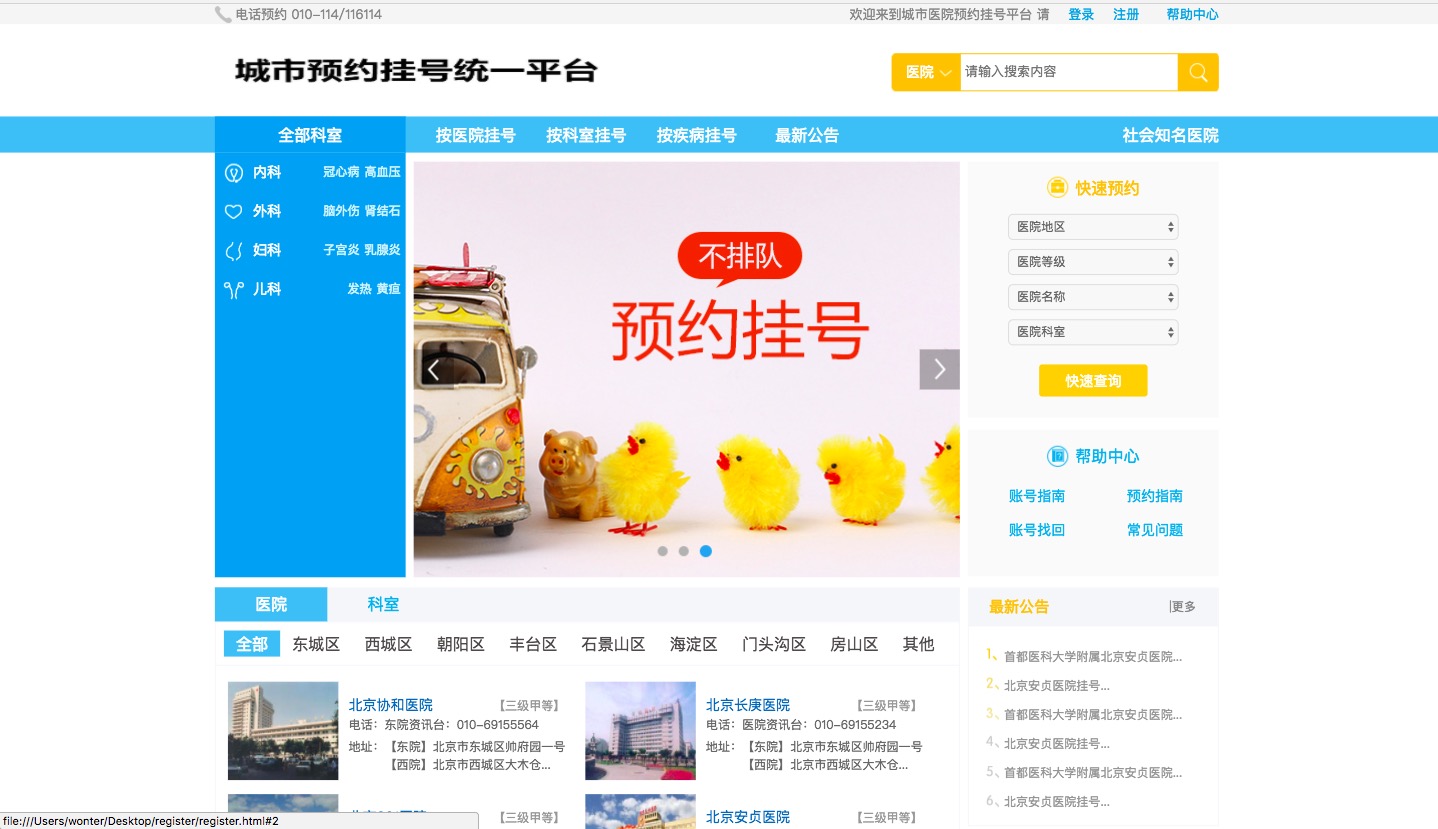 电话预约 010-114/116114
欢迎来到城市医院预约挂号平台 请 登录 注册 帮助中心
城市预约挂号统一平台
医院 请输入搜索内容
全部科室 按医院挂号 按科室挂号 按疾病挂号 最新公告 社会知名医院
内科 冠心病 高血压
外科 脑外伤 肾结石
妇科 子宫炎 乳腺炎
儿科 发热 黄疸
不排队
预约挂号
快速预约
医院地区
医院等级
医院名称
医院科室
快速查询
帮助中心
账号指南 预约指南
账号找回 常见问题
医院 科室
全部 东城区 西城区 朝阳区 丰台区 石景山区 海淀区 门头沟区 房山区 其他
北京协和医院 【三级甲等】
电话：东院资讯台：010-69155564
地址：【东院】北京市东城区帅府园一号
【西院】北京市西城区大木仓...
北京长庚医院 【三级甲等】
电话：医院资讯台：010-69155234
地址：【东院】北京市东城区帅府园一号
【西院】北京市西城区大木仓...
【三级甲等】
北京安贞医院 【三级甲等】
最新公告 |更多
1、首都医科大学附属北京安贞医院...
2、北京安贞医院挂号...
3、首都医科大学附属北京安贞医院...
4、北京安贞医院挂号...
5、首都医科大学附属北京安贞医院...
6、北京安贞医院挂号...
file:///Users/wonter/Desktop/register/register.html#2